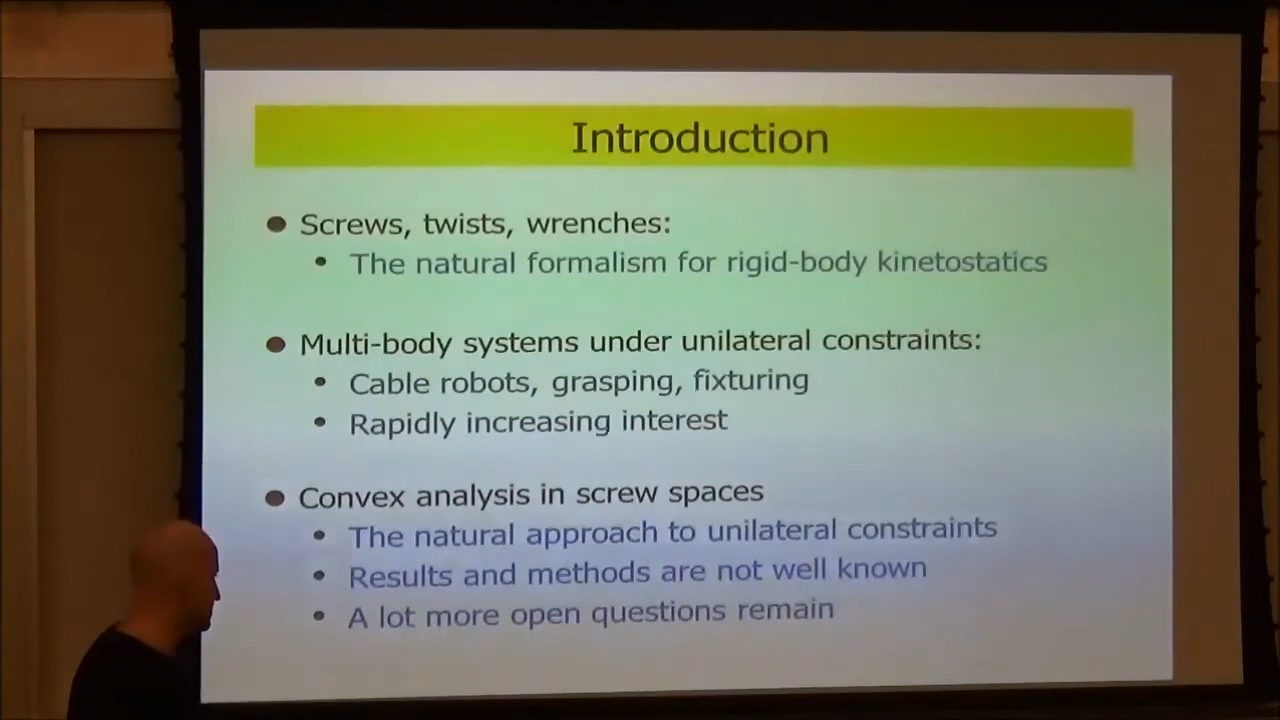 Introduction
● Screws, twists, wrenches:
• The natural formalism for rigid-body kinetostatics
● Multi-body systems under unilateral constraints:
• Cable robots, grasping, fixturing
• Rapidly increasing interest
● Convex analysis in screw spaces
• The natural approach to unilateral constraints
• Results and methods are not well known
• A lot more open questions remain